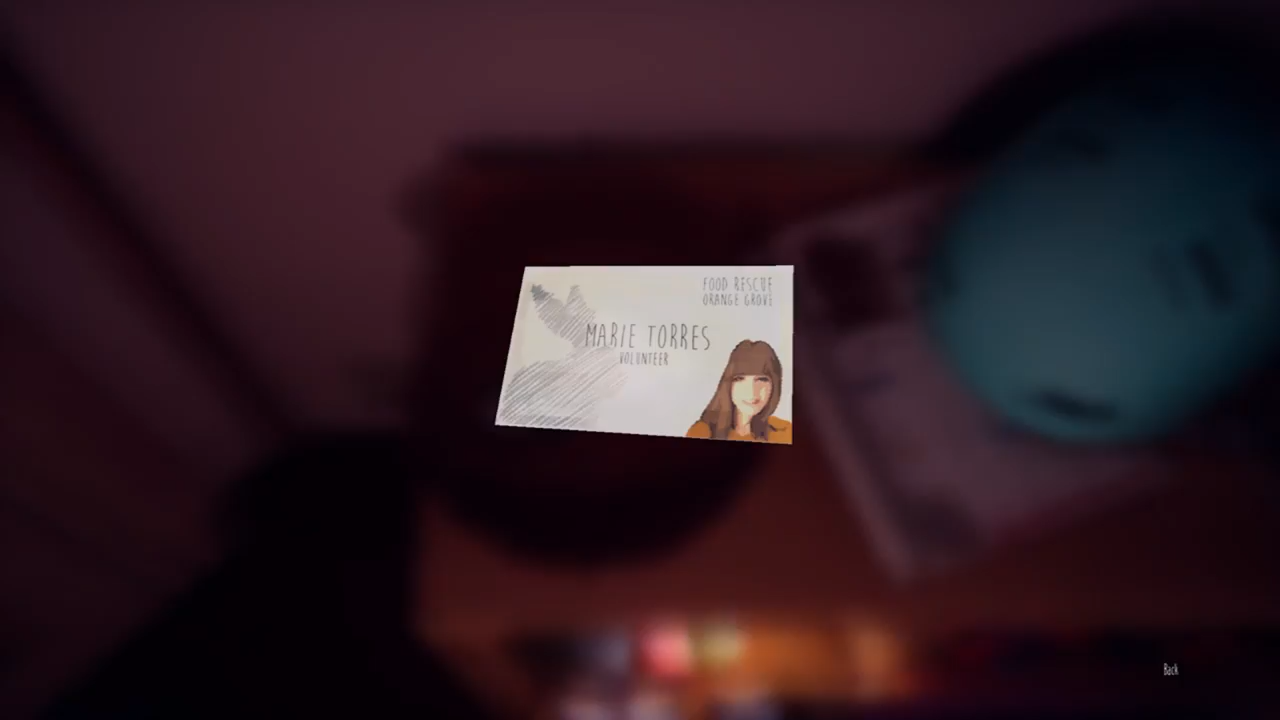 FOOD RESCUE
ORANGE GROVE
MARIE TORRES
VOLUNTEER
Back